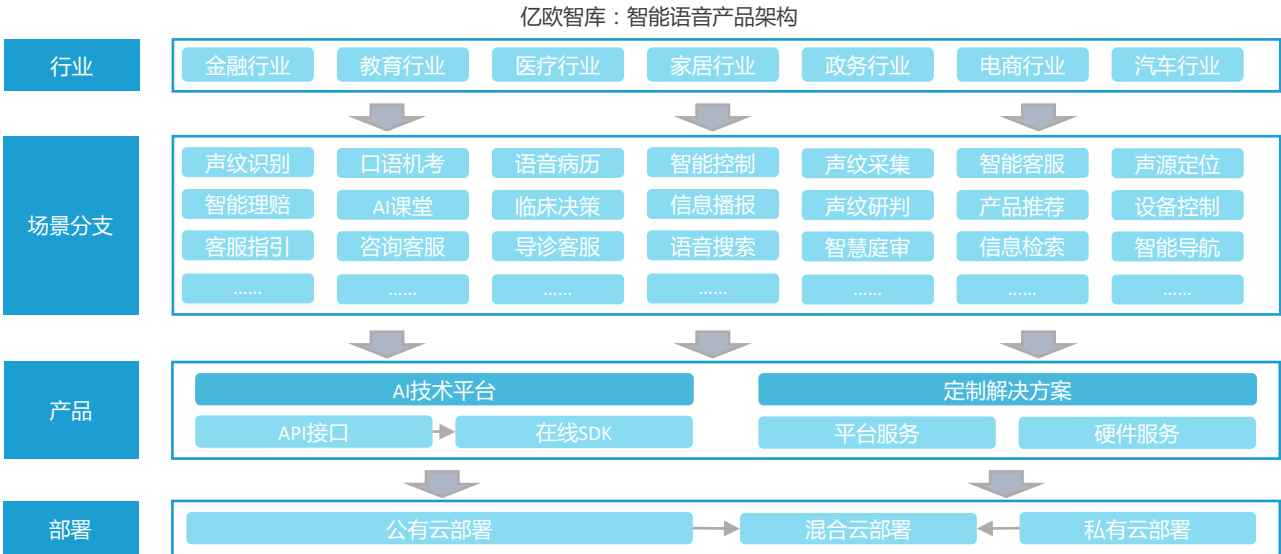 亿欧智库：智能语音产品架构
行业
金融行业 教育行业 医疗行业 家居行业 政务行业 电商行业 汽车行业
场景分支
声纹识别 口语机考 语音病历 智能控制 声纹采集 智能客服 声源定位
智能理赔 AI课堂 临床决策 信息播报 声纹研判 产品推荐 设备控制
客服指引 咨询客服 导诊客服 语音搜索 智慧庭审 信息检索 智能导航
...... ...... ...... ...... ...... ...... ......
产品
AI技术平台 定制解决方案
API接口 在线SDK 平台服务 硬件服务
部署
公有云部署 混合云部署 私有云部署